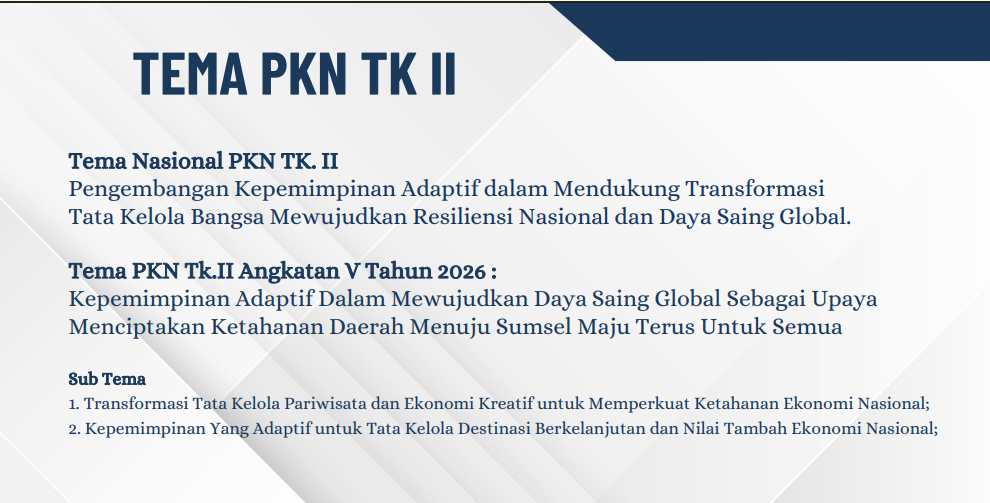 TEMA PKN TK II
Tema Nasional PKN TK. II
Pengembangan Kepemimpinan Adaptif dalam Mendukung Transformasi
Tata Kelola Bangsa Mewujudkan Resiliensi Nasional dan Daya Saing Global.
Tema PKN Tk.II Angkatan V Tahun 2026 :
Kepemimpinan Adaptif Dalam Mewujudkan Daya Saing Global Sebagai Upaya
Menciptakan Ketahanan Daerah Menuju Sumsel Maju Terus Untuk Semua
Sub Tema
1. Transformasi Tata Kelola Pariwisata dan Ekonomi Kreatif untuk Memperkuat Ketahanan Ekonomi Nasional;
2. Kepemimpinan Yang Adaptif untuk Tata Kelola Destinasi Berkelanjutan dan Nilai Tambah Ekonomi Nasional;